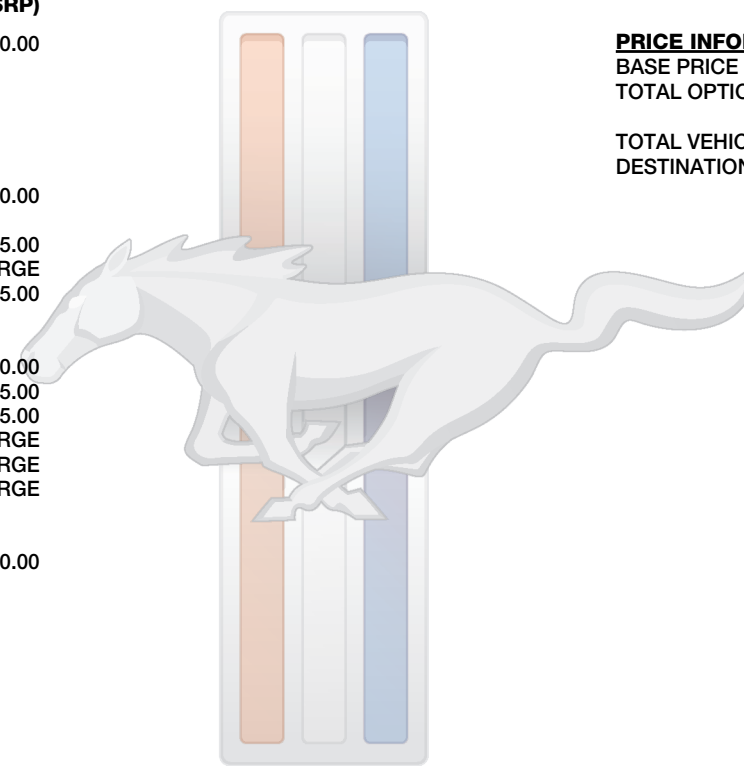 SRP)
0.00
0.00
5.00
RGE
5.00
0.00
5.00
5.00
RGE
RGE
RGE
0.00
PRICE INFO
BASE PRICE
TOTAL OPTIO
TOTAL VEHIC
DESTINATION